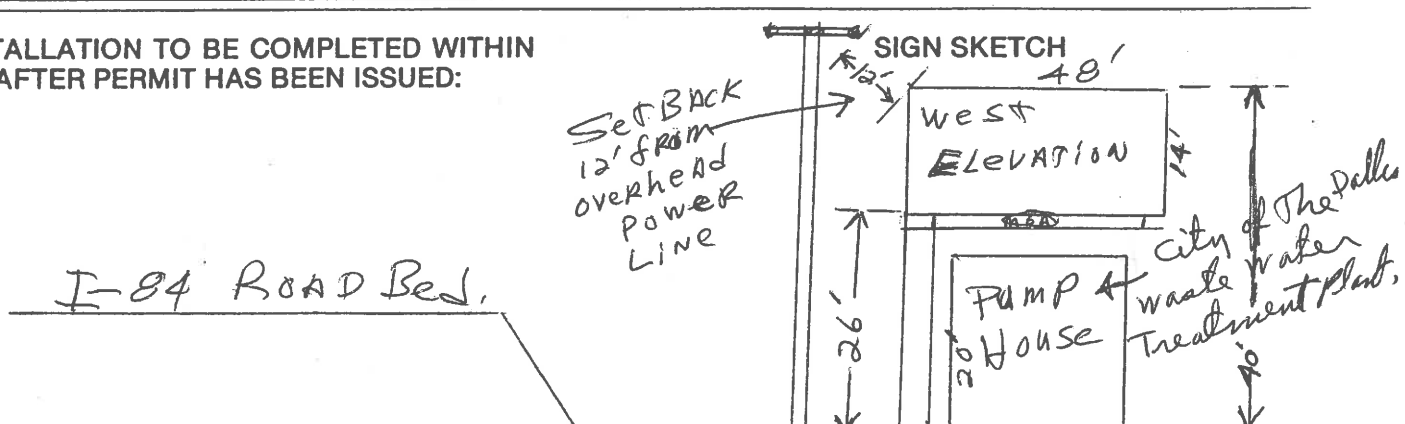 TALLATION TO BE COMPLETED WITHIN
AFTER PERMIT HAS BEEN ISSUED:
SIGN SKETCH
12'
48'
SetBACK
12' from
overhead
Power
Line
West
ELEVATION
14'
I-84 ROAD Bed.
26'
Pump
House
20'
City of The Dalles
waste water
Treatment Plant,
40'